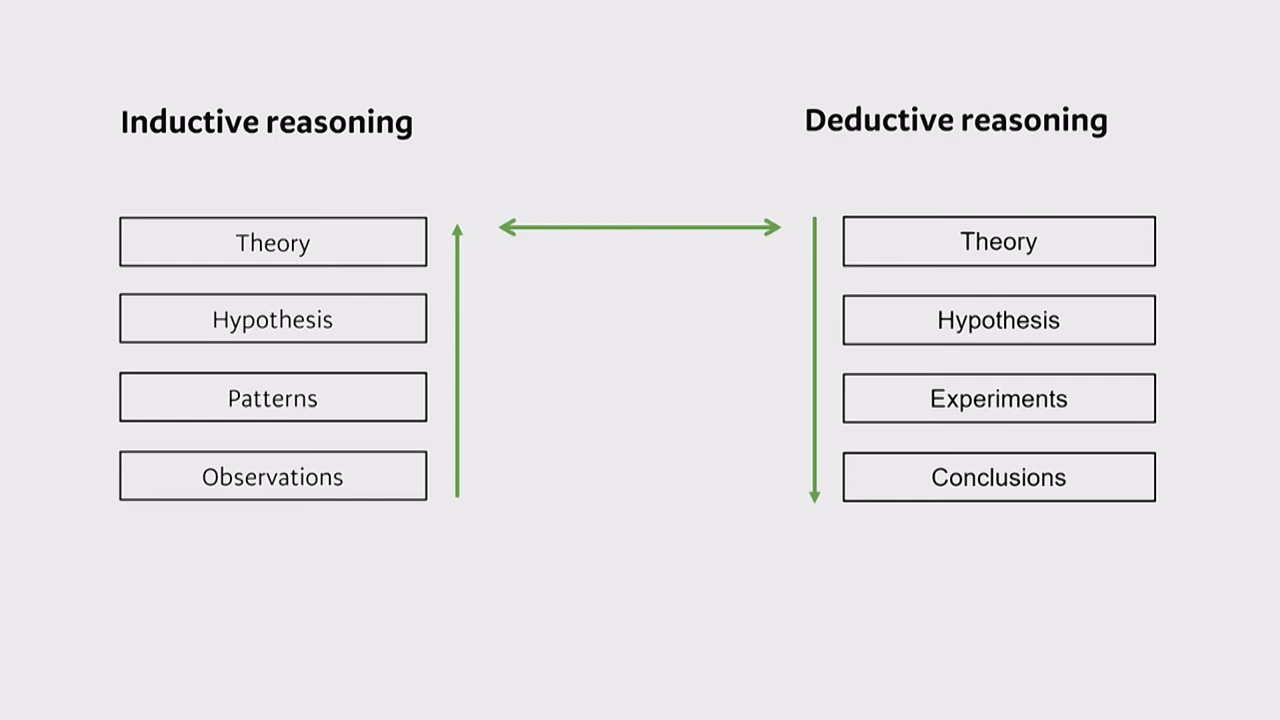 Inductive reasoning
Theory
Hypothesis
Patterns
Observations
Deductive reasoning
Theory
Hypothesis
Experiments
Conclusions